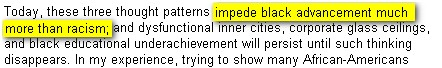 Today, these three thought patterns impede black advancement much
more than racism; and dysfunctional inner cities, corporate glass ceilings,
and black educational underachievement will persist until such thinking
disappears. In my experience, trying to show many African-Americans